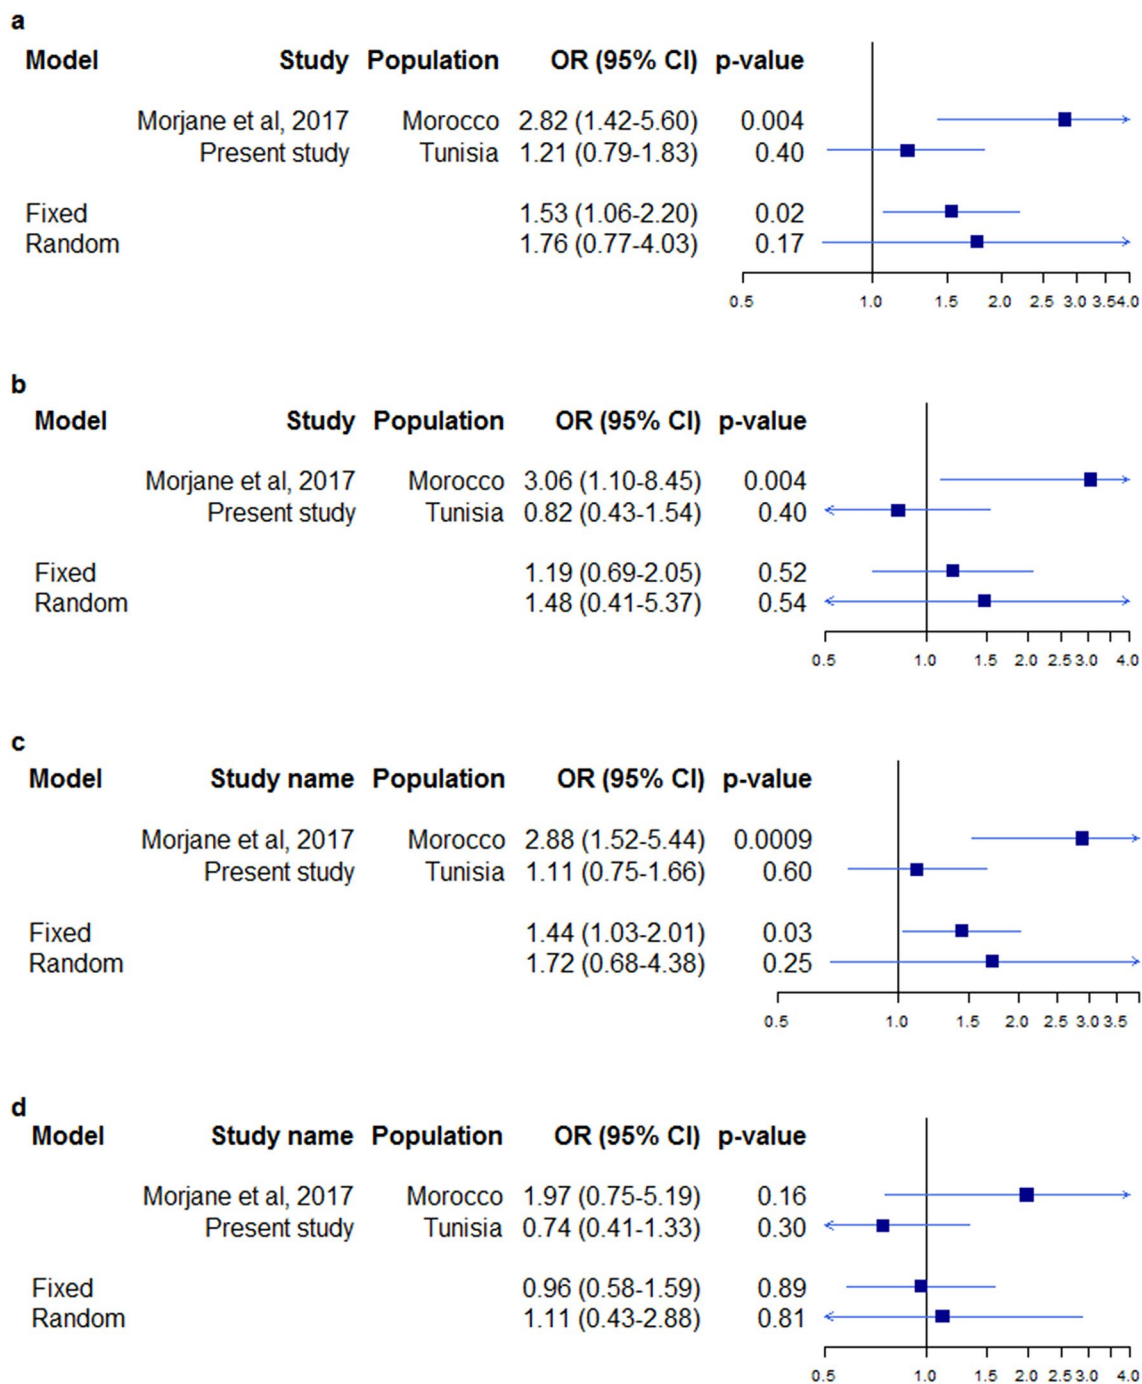 a
Model Study Population OR (95% CI) p-value
Morjane et al, 2017 Morocco 2.82 (1.42-5.60) 0.004
Present study Tunisia 1.21 (0.79-1.83) 0.40
Fixed 1.53 (1.06-2.20) 0.02
Random 1.76 (0.77-4.03) 0.17
0.5 1.0 1.5 2.0 2.5 3.0 3.5 4.0
b
Model Study Population OR (95% CI) p-value
Morjane et al, 2017 Morocco 3.06 (1.10-8.45) 0.004
Present study Tunisia 0.82 (0.43-1.54) 0.40
Fixed 1.19 (0.69-2.05) 0.52
Random 1.48 (0.41-5.37) 0.54
0.5 1.0 1.5 2.0 2.5 3.0 4.0
c
Model Study name Population OR (95% CI) p-value
Morjane et al, 2017 Morocco 2.88 (1.52-5.44) 0.0009
Present study Tunisia 1.11 (0.75-1.66) 0.60
Fixed 1.44 (1.03-2.01) 0.03
Random 1.72 (0.68-4.38) 0.25
0.5 1.0 1.5 2.0 2.5 3.0 3.5
d
Model Study name Population OR (95% CI) p-value
Morjane et al, 2017 Morocco 1.97 (0.75-5.19) 0.16
Present study Tunisia 0.74 (0.41-1.33) 0.30
Fixed 0.96 (0.58-1.59) 0.89
Random 1.11 (0.43-2.88) 0.81
0.5 1.0 1.5 2.0 2.5 3.0 4.0